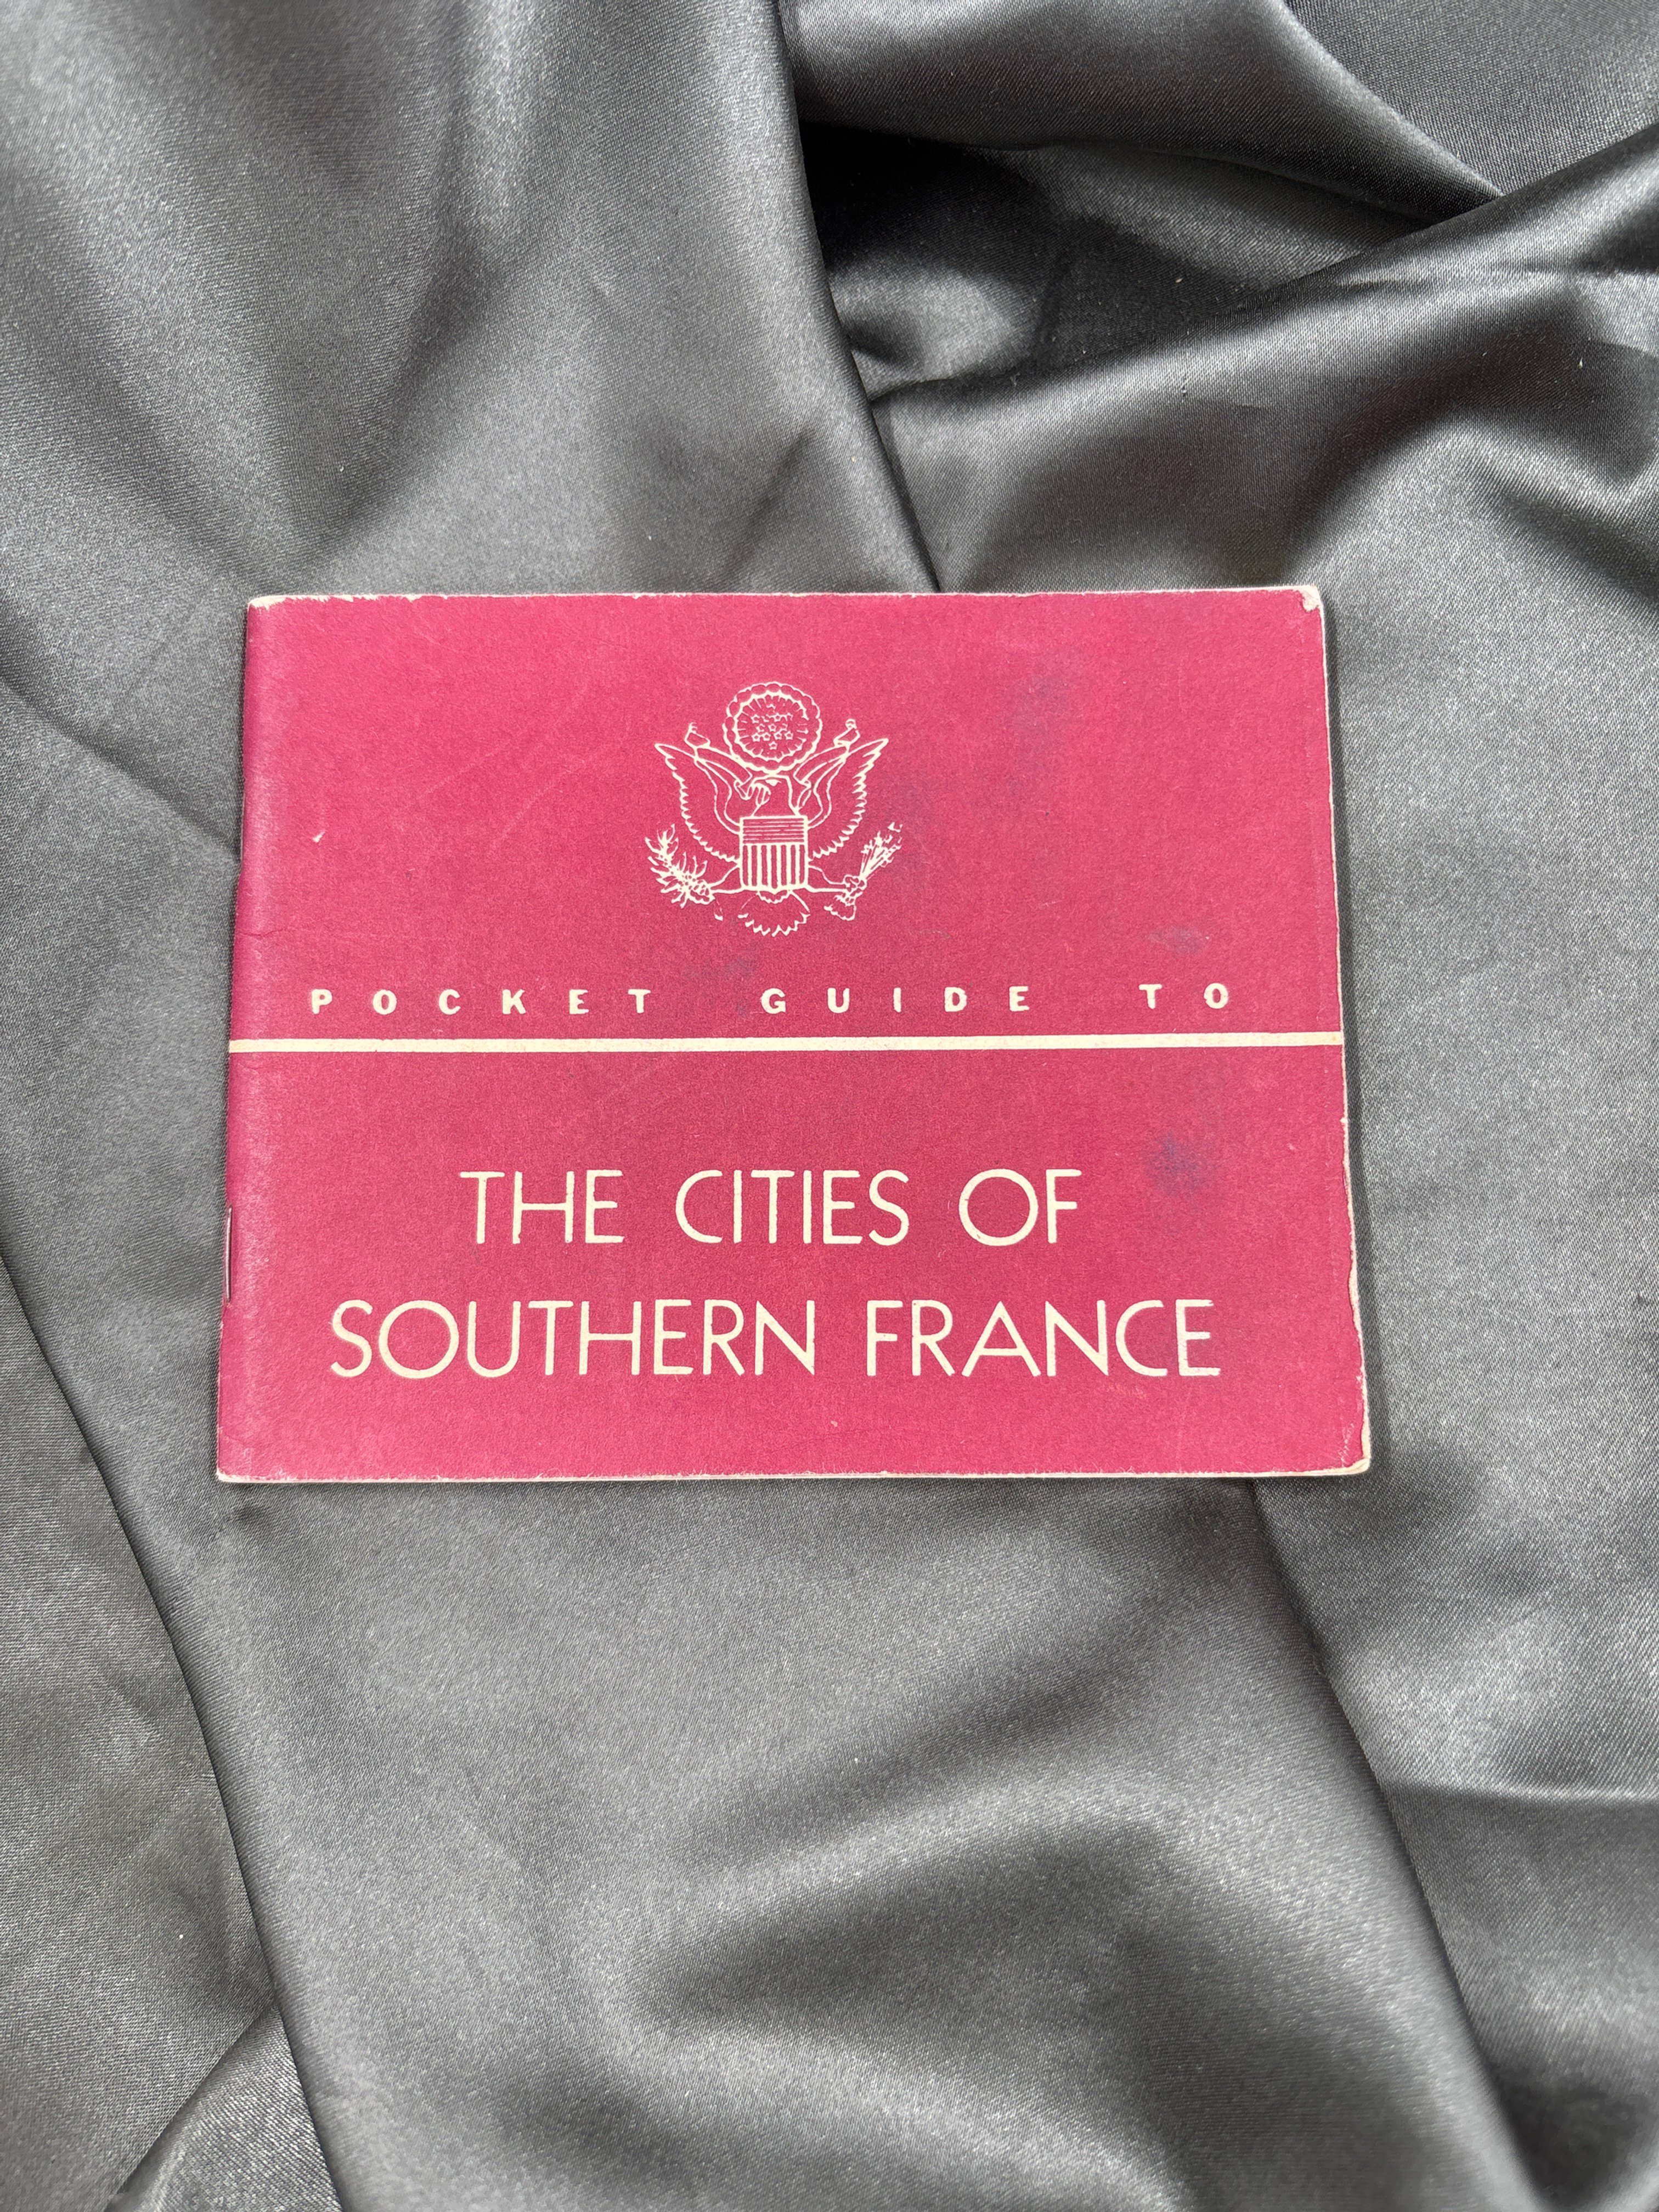 POCKET GUIDE TO
THE CITIES OF
SOUTHERN FRANCE